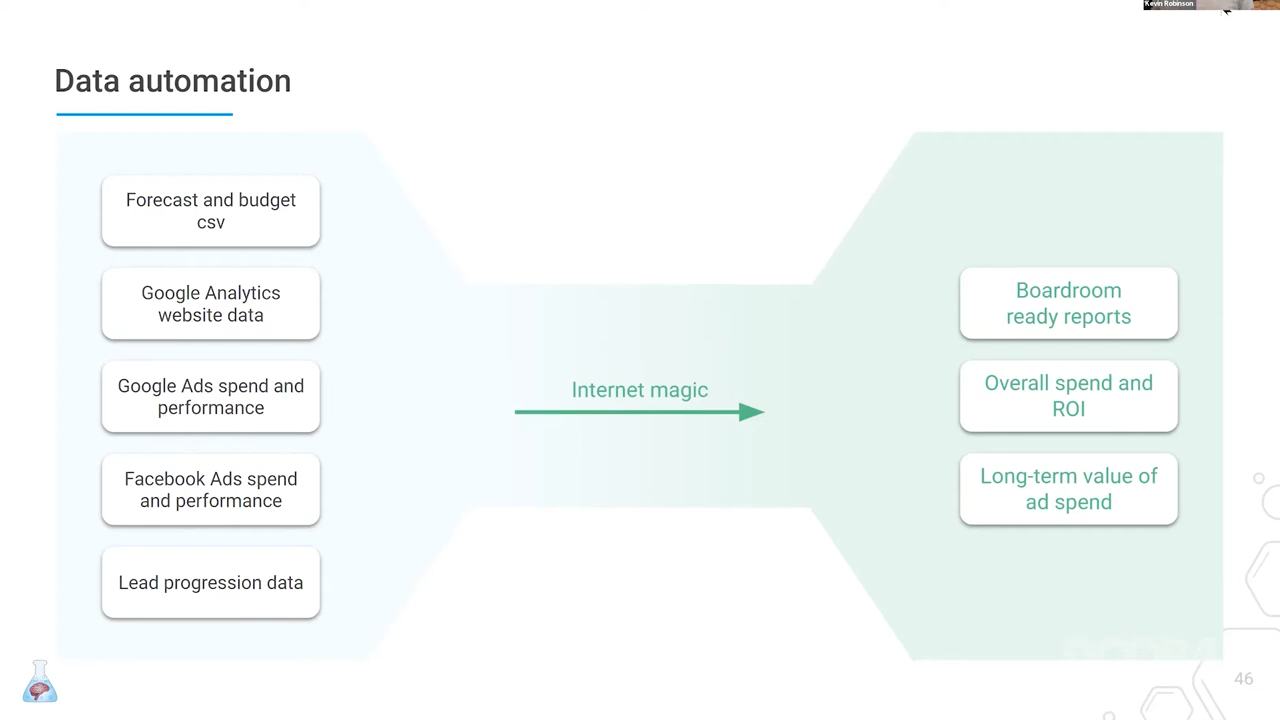 Kevin Robinson
Data automation
Forecast and budget
csv
Google Analytics
website data
Google Ads spend and
performance
Facebook Ads spend
and performance
Lead progression data
Internet magic
Boardroom
ready reports
Overall spend and
ROI
Long-term value of
ad spend
46